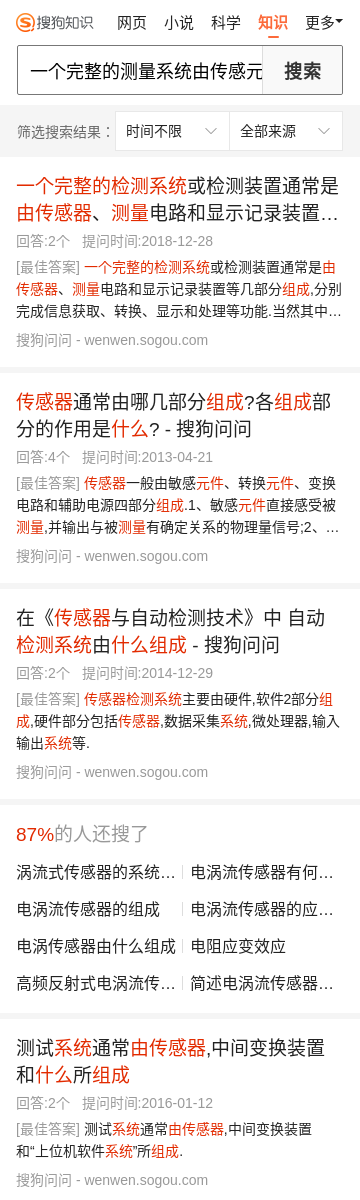 搜狗知识 网页 小说 科学 知识 更多
一个完整的测量系统由传感元 搜索
筛选搜索结果： 时间不限 全部来源
一个完整的检测系统或检测装置通常是
由传感器、测量电路和显示记录装置…
回答:2个 提问时间:2018-12-28
[最佳答案] 一个完整的检测系统或检测装置通常是由
传感器、测量电路和显示记录装置等几部分组成,分别
完成信息获取、转换、显示和处理等功能.当然其中…
搜狗问问 - wenwen.sogou.com
传感器通常由哪几部分组成?各组成部
分的作用是什么? - 搜狗问问
回答:4个 提问时间:2013-04-21
[最佳答案] 传感器一般由敏感元件、转换元件、变换
电路和辅助电源四部分组成.1、敏感元件直接感受被
测量,并输出与被测量有确定关系的物理量信号;2、…
搜狗问问 - wenwen.sogou.com
在《传感器与自动检测技术》中 自动
检测系统由什么组成 - 搜狗问问
回答:2个 提问时间:2014-12-29
[最佳答案] 传感器检测系统主要由硬件,软件2部分组
成,硬件部分包括传感器,数据采集系统,微处理器,输入
输出系统等.
搜狗问问 - wenwen.sogou.com
87%的人还搜了
涡流式传感器的系统… 电涡流传感器有何…
电涡流传感器的组成 电涡流传感器的应…
电涡传感器由什么组成 电阻应变效应
高频反射式电涡流传… 简述电涡流传感器…
测试系统通常由传感器,中间变换装置
和什么所组成
回答:2个 提问时间:2016-01-12
[最佳答案] 测试系统通常由传感器,中间变换装置
和“上位机软件系统”所组成.
搜狗问问 - wenwen.sogou.com